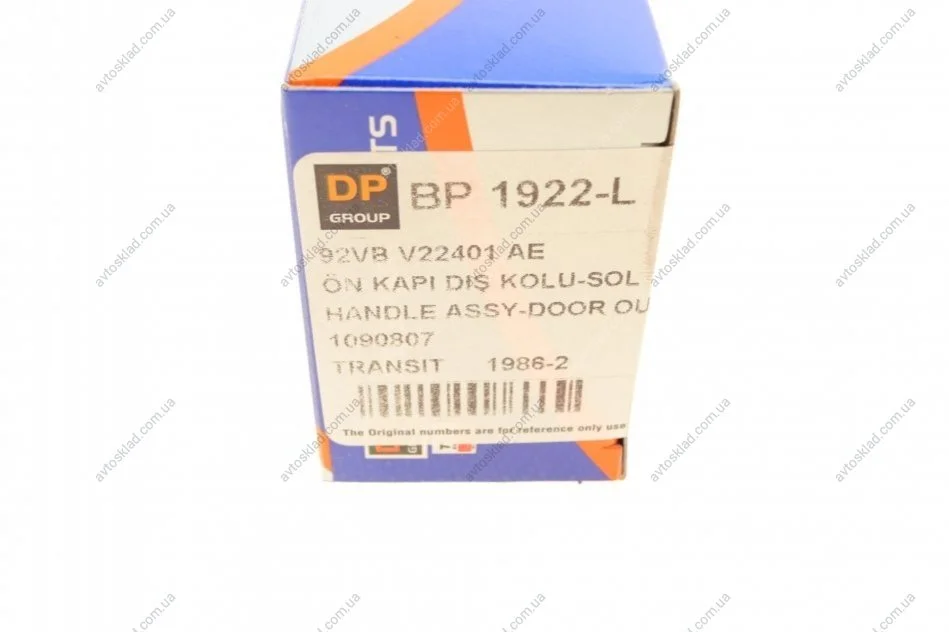 TS
DP®
GROUP
BP 1922-L
92VB V22401 AE
ÖN KAPI DIŞ KOLU-SOL
HANDLE ASSY-DOOR OU
1090807
TRANSIT 1986-2
The Original numbers are for reference only use
avtosklad.com.ua